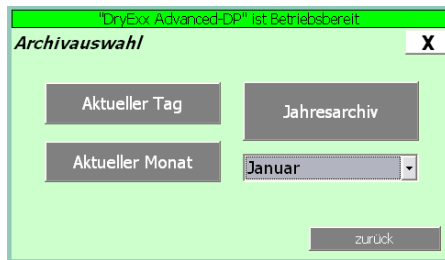 "DryExx Advanced-DP" ist Betriebsbereit
Archivauswahl
X
Aktueller Tag
Jahresarchiv
Aktueller Monat
Januar
zurück